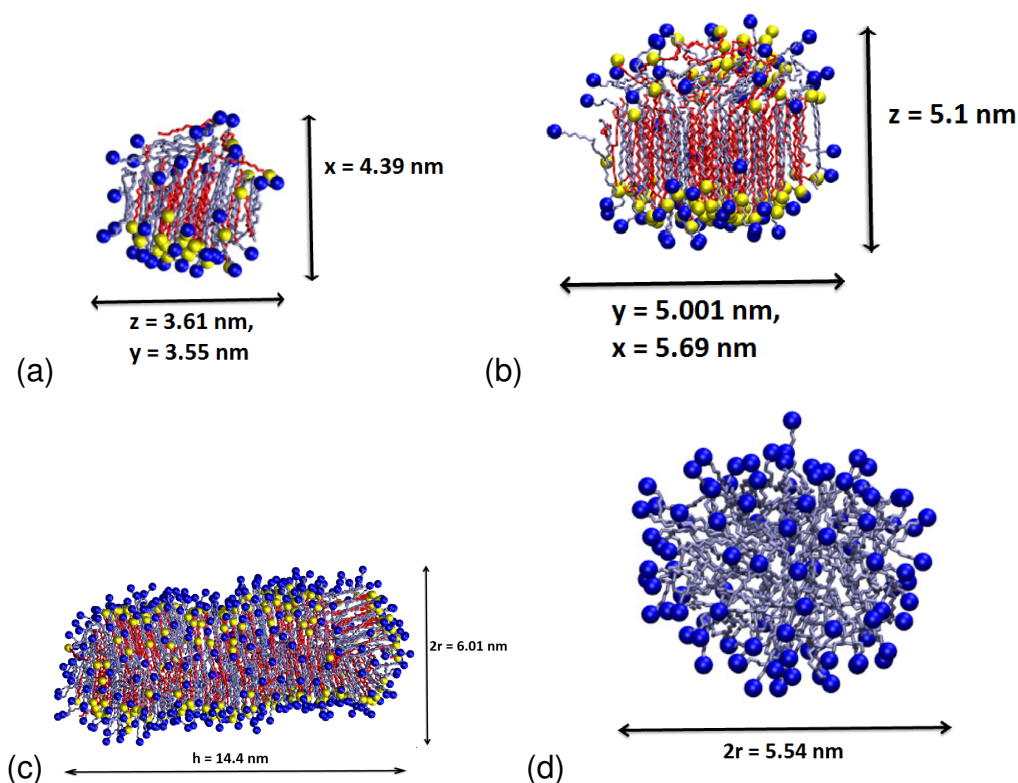 x = 4.39 nm
z = 3.61 nm,
y = 3.55 nm
(a)
z = 5.1 nm
y = 5.001 nm,
x = 5.69 nm
(b)
2r = 6.01 nm
h = 14.4 nm
(c)
2r = 5.54 nm
(d)